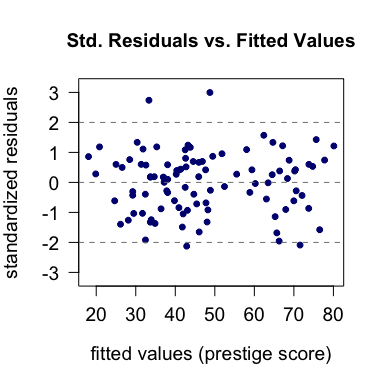 Std. Residuals vs. Fitted Values
standardized residuals
3
2
1
0
-1
-2
-3
20 30 40 50 60 70 80
fitted values (prestige score)